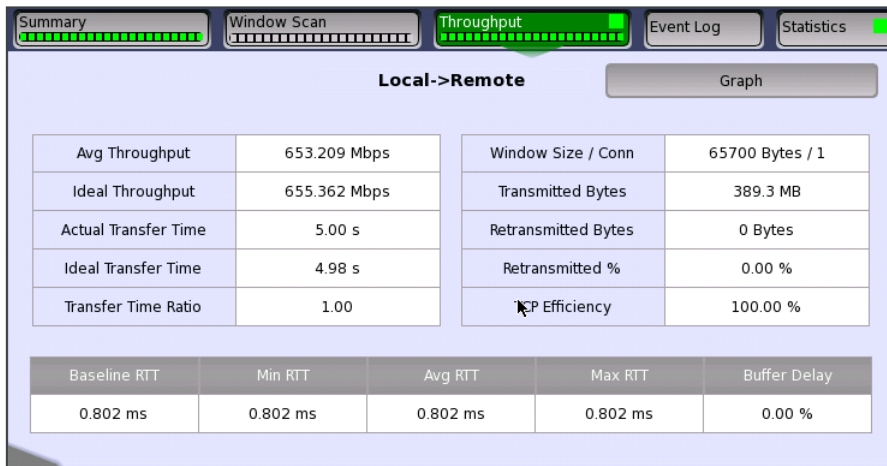 Summary Window Scan Throughput Event Log Statistics
Local->Remote Graph
Avg Throughput 653.209 Mbps Window Size / Conn 65700 Bytes / 1
Ideal Throughput 655.362 Mbps Transmitted Bytes 389.3 MB
Actual Transfer Time 5.00 s Retransmitted Bytes 0 Bytes
Ideal Transfer Time 4.98 s Retransmitted % 0.00 %
Transfer Time Ratio 1.00 TCP Efficiency 100.00 %
Baseline RTT Min RTT Avg RTT Max RTT Buffer Delay
0.802 ms 0.802 ms 0.802 ms 0.802 ms 0.00 %